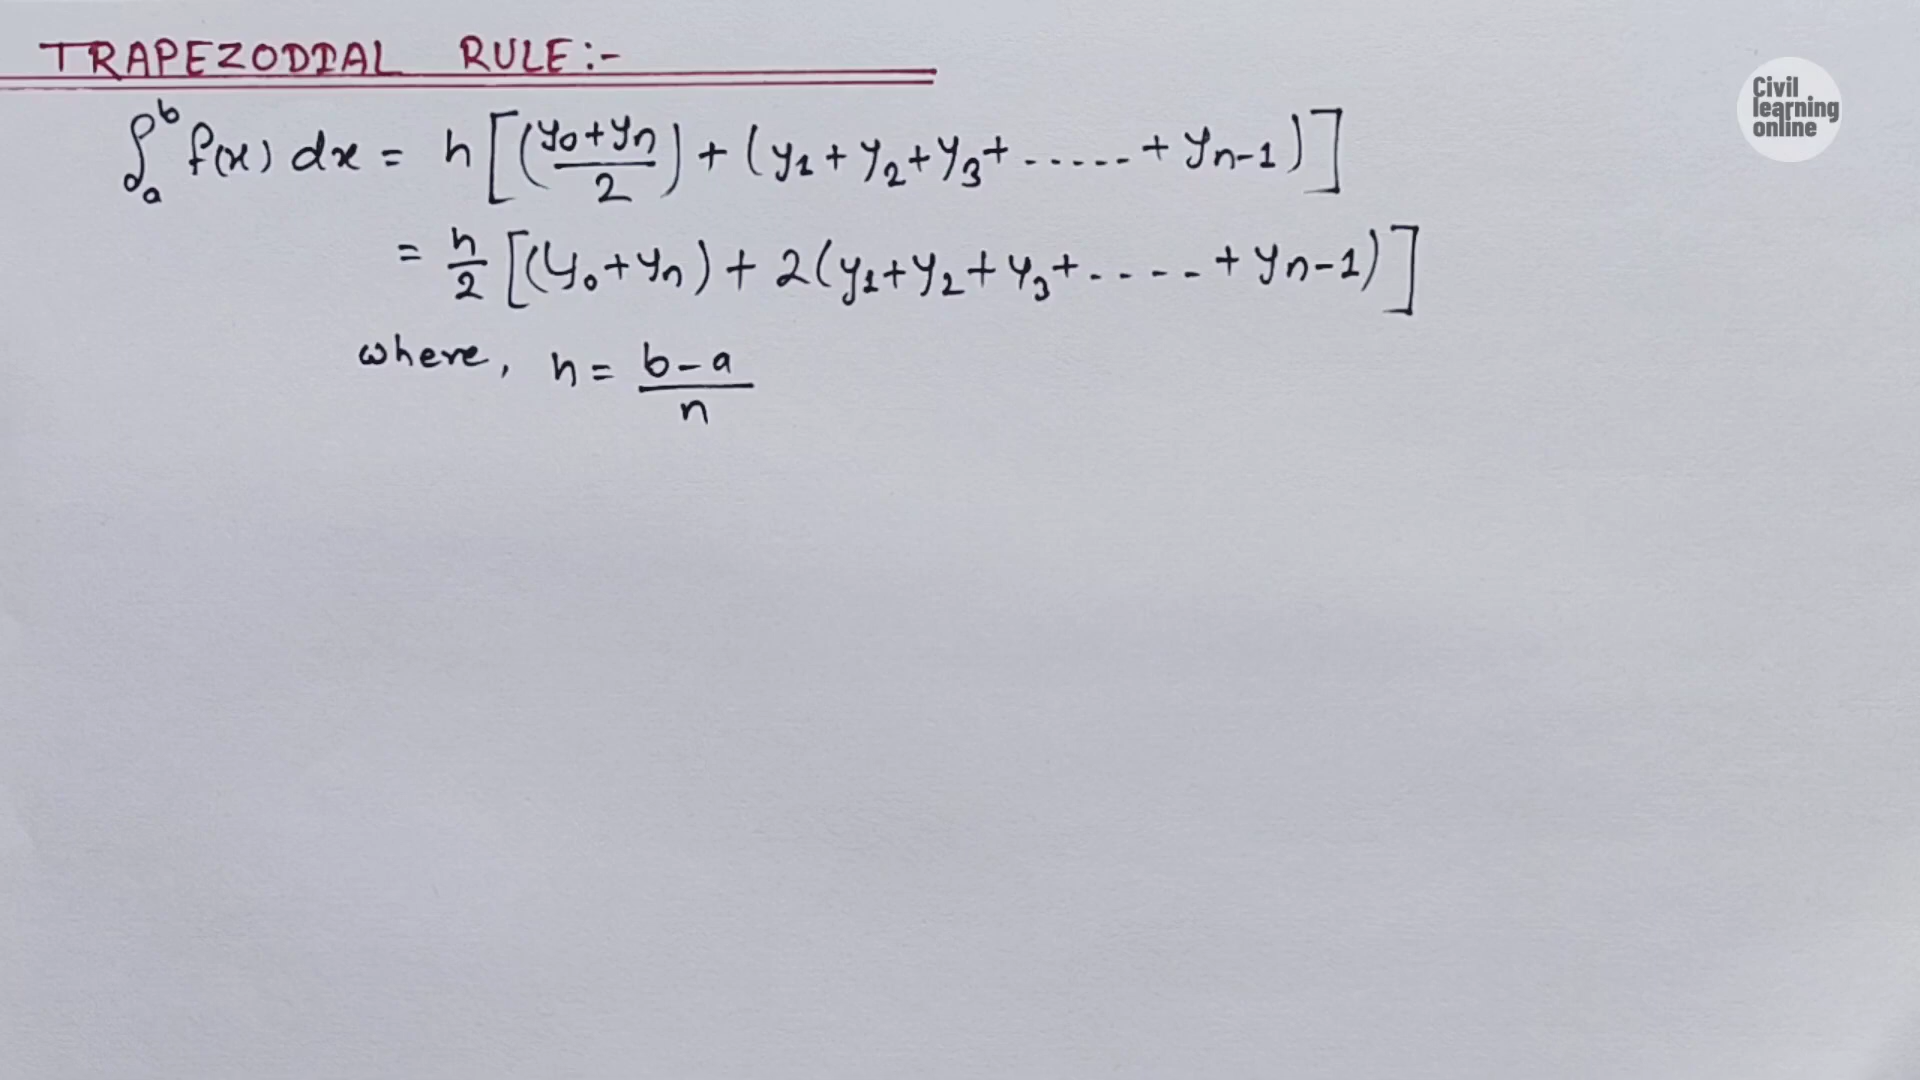 TRAPEZODIAL RULE:-
∫ₐᵇ f(x) dx = h [((y₀+yₙ)/2) + (y₁+y₂+y₃+.....+yₙ₋₁)]
= h/2 [(y₀+yₙ)+2(y₁+y₂+y₃+.....+yₙ₋₁)]
where, h = (b-a)/n
Civil
learning
online